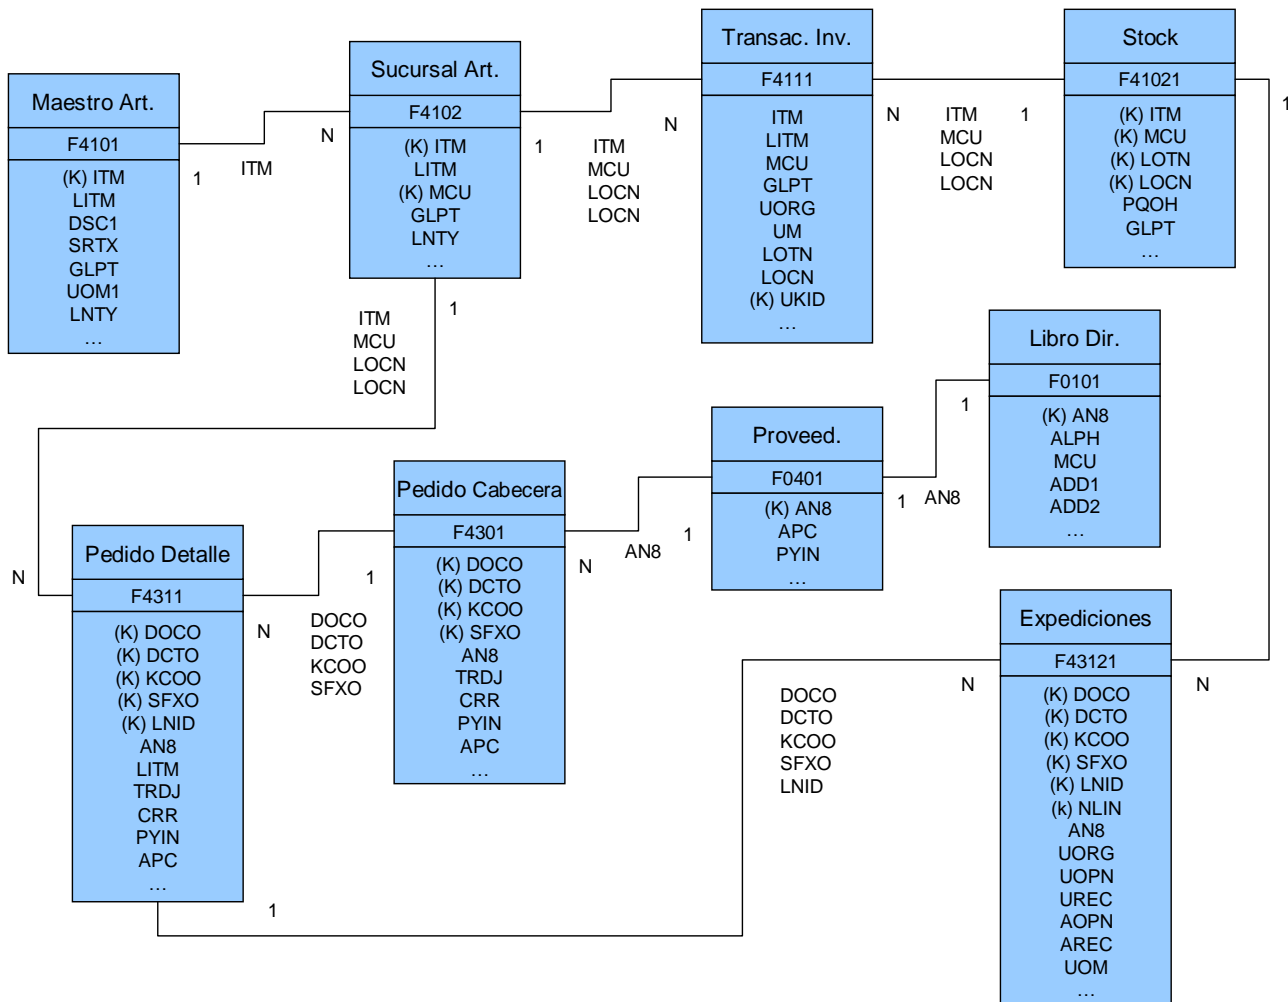 Maestro Art.
F4101
(K) ITM
LITM
DSC1
SRTX
GLPT
UOM1
LNTY
…
1
ITM
N
Sucursal Art.
F4102
(K) ITM
LITM
(K) MCU
GLPT
LNTY
…
1
ITM
MCU
LOCN
LOCN
N
Transac. Inv.
F4111
ITM
LITM
MCU
GLPT
UORG
UM
LOTN
LOCN
(K) UKID
…
N
ITM
MCU
LOCN
LOCN
1
Stock
F41021
(K) ITM
(K) MCU
(K) LOTN
(K) LOCN
PQOH
GLPT
…
1
1
ITM
MCU
LOCN
LOCN
N
Libro Dir.
F0101
(K) AN8
ALPH
MCU
ADD1
ADD2
…
1
AN8
1
Proveed.
F0401
(K) AN8
APC
PYIN
…
1
AN8
N
Pedido Cabecera
F4301
(K) DOCO
(K) DCTO
(K) KCOO
(K) SFXO
AN8
TRDJ
CRR
PYIN
APC
…
1
DOCO
DCTO
KCOO
SFXO
N
Pedido Detalle
F4311
(K) DOCO
(K) DCTO
(K) KCOO
(K) SFXO
(K) LNID
AN8
LITM
TRDJ
CRR
PYIN
APC
…
1
DOCO
DCTO
KCOO
SFXO
LNID
N
Expediciones
F43121
(K) DOCO
(K) DCTO
(K) KCOO
(K) SFXO
(K) LNID
(k) NLIN
AN8
UORG
UOPN
UREC
AOPN
AREC
UOM
…
N